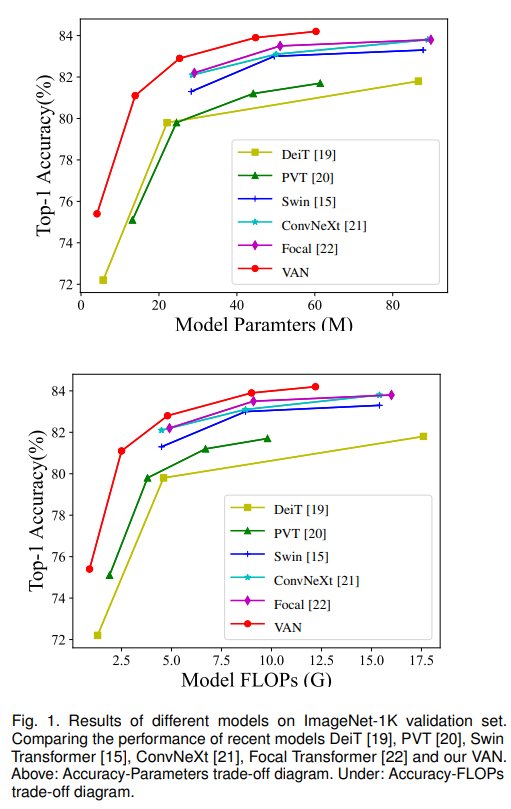 84
82
80
78
76
74
72
Top-1 Accuracy(%)
DeiT [19]
PVT [20]
Swin [15]
ConvNeXt [21]
Focal [22]
VAN
0 20 40 60 80
Model Paramters (M)
84
82
80
78
76
74
72
Top-1 Accuracy(%)
DeiT [19]
PVT [20]
Swin [15]
ConvNeXt [21]
Focal [22]
VAN
2.5 5.0 7.5 10.0 12.5 15.0 17.5
Model FLOPs (G)
Fig. 1. Results of different models on ImageNet-1K validation set.
Comparing the performance of recent models DeiT [19], PVT [20], Swin
Transformer [15], ConvNeXt [21], Focal Transformer [22] and our VAN.
Above: Accuracy-Parameters trade-off diagram. Under: Accuracy-FLOPs
trade-off diagram.